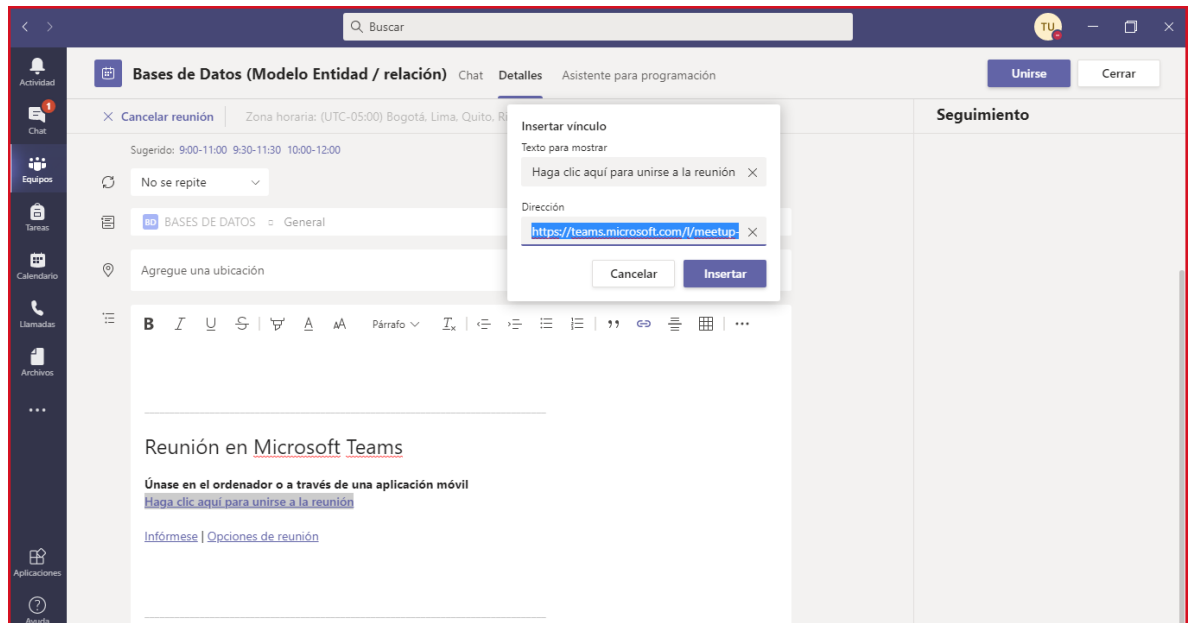 Buscar
TU
Actividad
1
Chat
Equipos
Tareas
Calendario
Llamadas
Archivos
Aplicaciones
Ayuda
Bases de Datos (Modelo Entidad / relación) Chat Detalles Asistente para programación
Unirse Cerrar
Cancelar reunión Zona horaria: (UTC-05:00) Bogotá, Lima, Quito,
Seguimiento
Sugerido: 9:00-11:00 9:30-11:30 10:00-12:00
No se repite
BD BASES DE DATOS General
Agregue una ubicación
Insertar vínculo
Texto para mostrar
Haga clic aquí para unirse a la reunión
Dirección
https://teams.microsoft.com/l/meetup-
Cancelar Insertar
B I U S A AA Párrafo Tx
Reunión en Microsoft Teams
Únase en el ordenador o a través de una aplicación móvil
Haga clic aquí para unirse a la reunión
Infórmese | Opciones de reunión